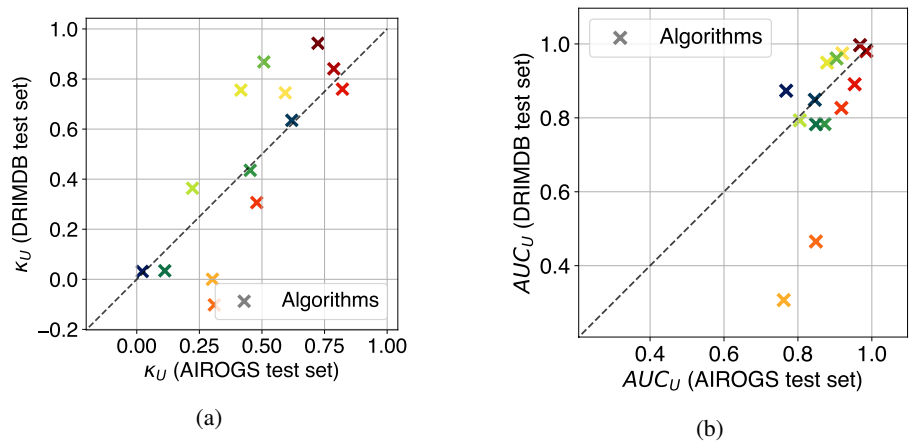 1.0
0.8
0.6
0.4
0.2
0.0
−0.2
κU (DRIMDB test set)
Algorithms
0.00 0.25 0.50 0.75 1.00
κU (AIROGS test set)
(a)
Algorithms
1.0
0.8
0.6
0.4
AUCU (DRIMDB test set)
0.4 0.6 0.8 1.0
AUCU (AIROGS test set)
(b)